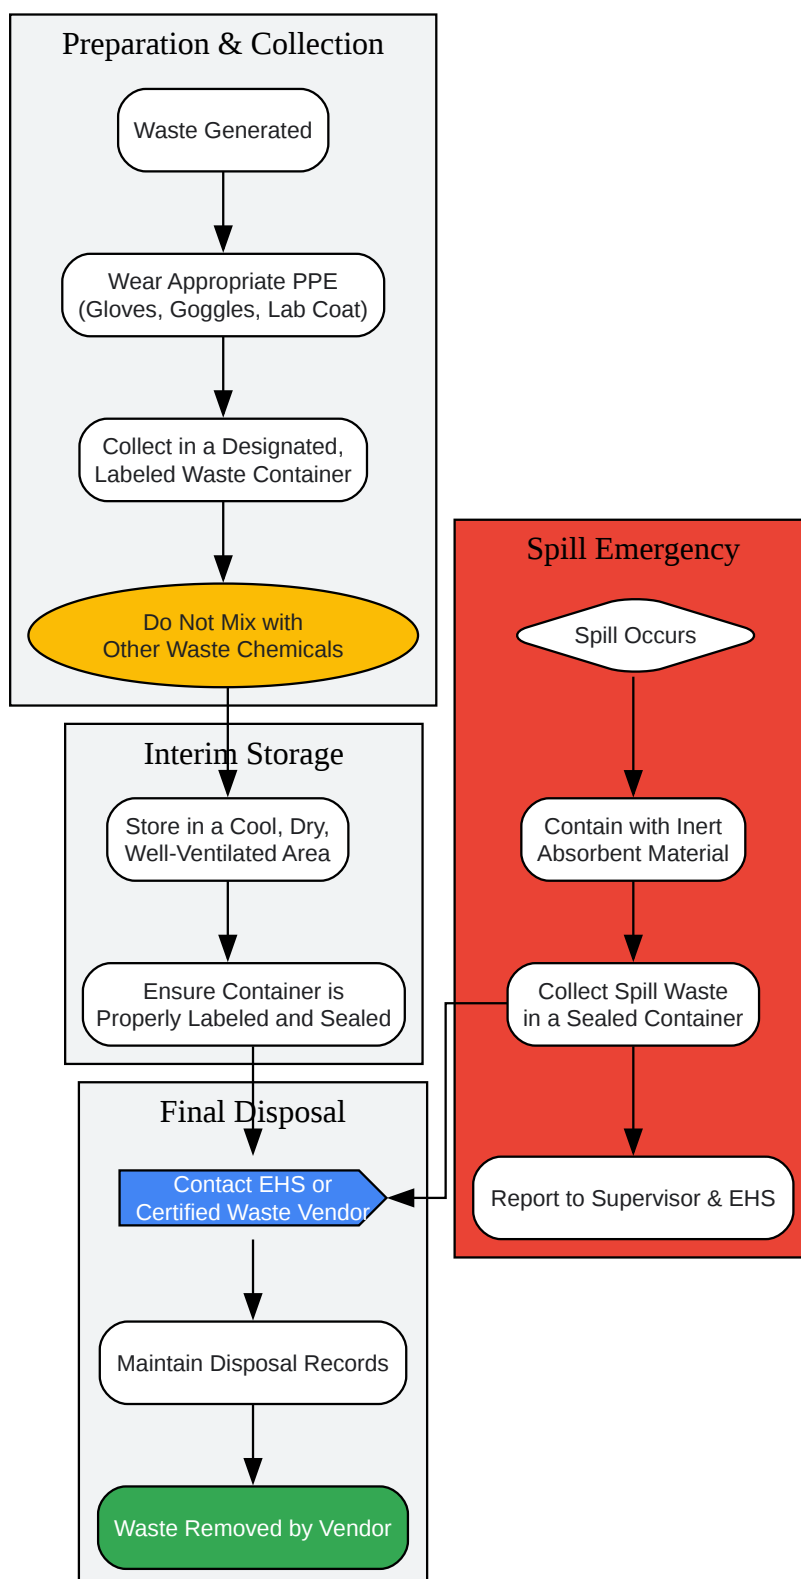 Preparation & Collection
Waste Generated
Wear Appropriate PPE
(Gloves, Goggles, Lab Coat)
Collect in a Designated,
Labeled Waste Container
Do Not Mix with
Other Waste Chemicals
Interim Storage
Store in a Cool, Dry,
Well-Ventilated Area
Ensure Container is
Properly Labeled and Sealed
Final Disposal
Contact EHS or
Certified Waste Vendor
Maintain Disposal Records
Waste Removed by Vendor
Spill Emergency
Spill Occurs
Contain with Inert
Absorbent Material
Collect Spill Waste
in a Sealed Container
Report to Supervisor & EHS